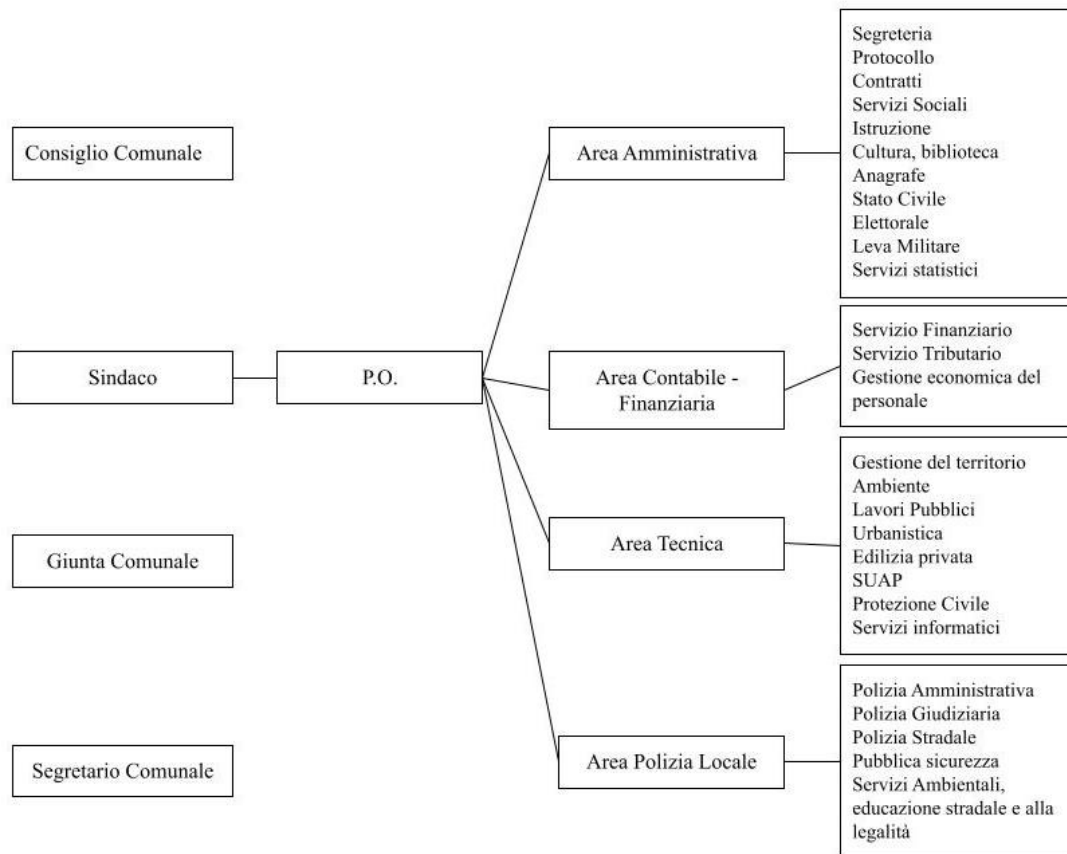 Consiglio Comunale
Sindaco
Giunta Comunale
Segretario Comunale
P.O.
Area Amministrativa
Area Contabile -
Finanziaria
Area Tecnica
Area Polizia Locale
Segreteria
Protocollo
Contratti
Servizi Sociali
Istruzione
Cultura, biblioteca
Anagrafe
Stato Civile
Elettorale
Leva Militare
Servizi statistici
Servizio Finanziario
Servizio Tributario
Gestione economica del
personale
Gestione del territorio
Ambiente
Lavori Pubblici
Urbanistica
Edilizia privata
SUAP
Protezione Civile
Servizi informatici
Polizia Amministrativa
Polizia Giudiziaria
Polizia Stradale
Pubblica sicurezza
Servizi Ambientali,
educazione stradale e alla
legalità